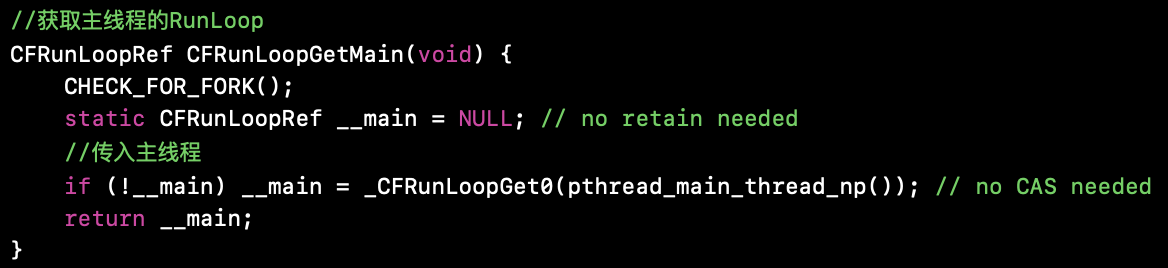 //获取主线程的RunLoop
CFRunLoopRef CFRunLoopGetMain(void) {
    CHECK_FOR_FORK();
    static CFRunLoopRef __main = NULL; // no retain needed
    //传入主线程
    if (!__main) __main = _CFRunLoopGet0(pthread_main_thread_np()); // no CAS needed
    return __main;
}